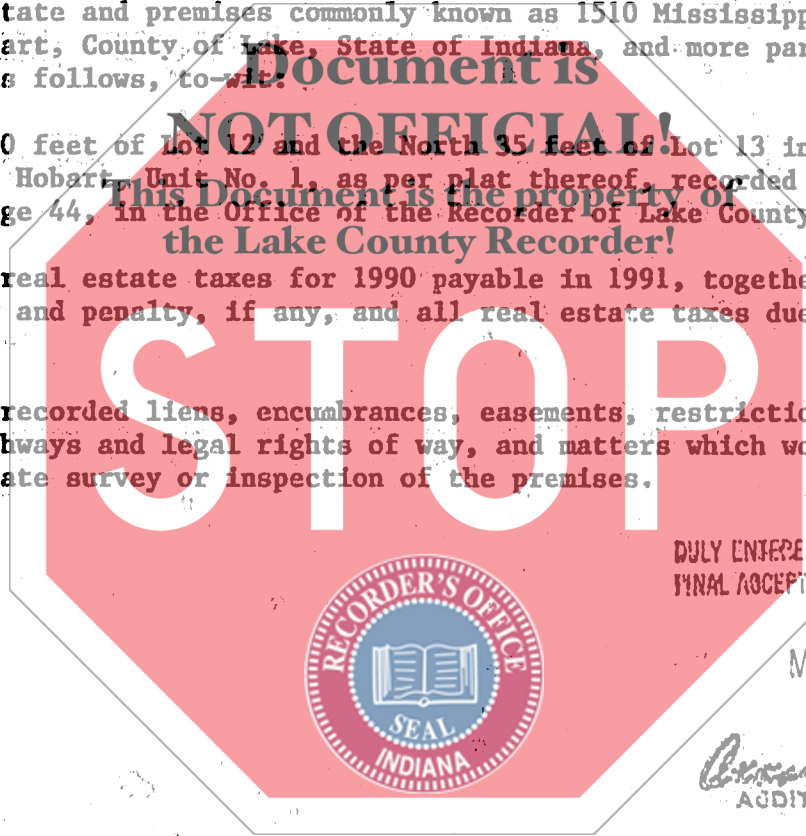 tate and premises commonly known as 1510 Mississipp
art, County of Lake, State of Indiana, and more par
s follows, to-wit:
Document is
NOT OFFICIAL!
0 feet of Lot 12 and the North 35 feet of Lot 13 in
Hobart, Unit No. 1, as per plat thereof, recorded
This Document is the property of
ge 44, in the Office of the Recorder of Lake County
the Lake County Recorder!
real estate taxes for 1990 payable in 1991, togethe
and penalty, if any, and all real estate taxes due
STOP
recorded liens, encumbrances, easements, restrictio
hways and legal rights of way, and matters which wo
ate survey or inspection of the premises.
DULY ENTERE
FINAL ACCEPT
RECORDER'S OFFICE
SEAL
INDIANA
M
AUDIT